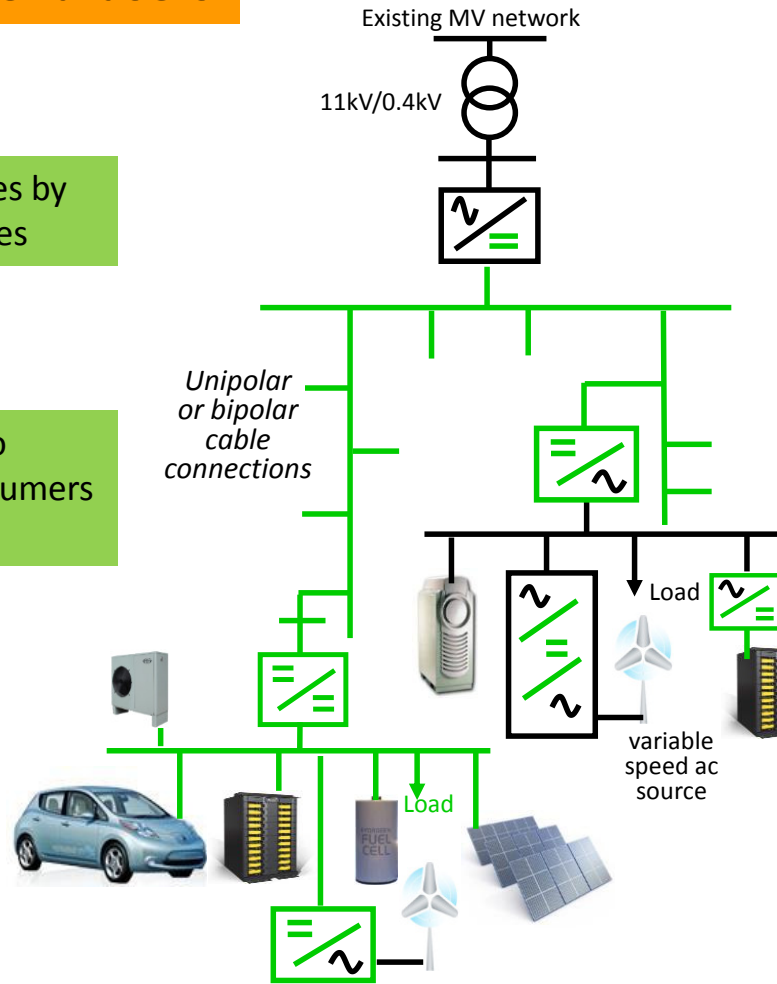 Existing MV network
11kV/0.4kV
es by
es
Unipolar
or bipolar
cable
connections
umers
Load
variable
speed ac
source
Load
FUEL
CELL